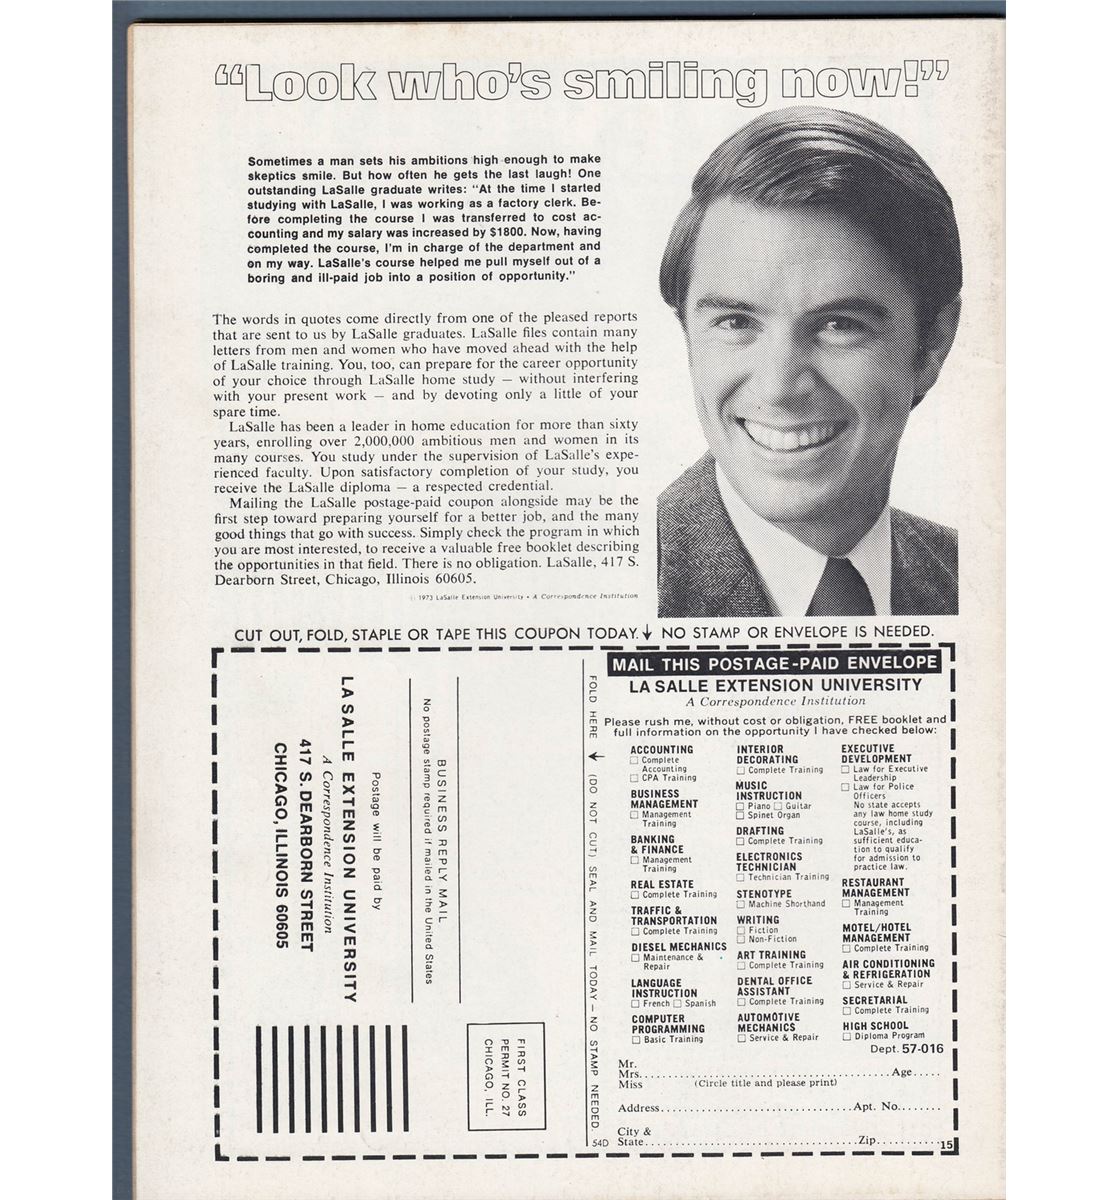 “Look who’s smiling now!”
Sometimes a man sets his ambitions high enough to make
skeptics smile. But how often he gets the last laugh! One
outstanding LaSalle graduate writes: “At the time I started
studying with LaSalle, I was working as a factory clerk. Be-
fore completing the course I was transferred to cost ac-
counting and my salary was increased by $1800. Now, having
completed the course, I’m in charge of the department and
on my way. LaSalle’s course helped me pull myself out of a
boring and ill-paid job into a position of opportunity.”
The words in quotes come directly from one of the pleased reports
that are sent to us by LaSalle graduates. LaSalle files contain many
letters from men and women who have moved ahead with the help
of LaSalle training. You, too, can prepare for the career opportunity
of your choice through LaSalle home study — without interfering
with your present work — and by devoting only a little of your
spare time.
LaSalle has been a leader in home education for more than sixty
years, enrolling over 2,000,000 ambitious men and women in its
many courses. You study under the supervision of LaSalle’s expe-
rienced faculty. Upon satisfactory completion of your study, you
receive the LaSalle diploma — a respected credential.
Mailing the LaSalle postage-paid coupon alongside may be the
first step toward preparing yourself for a better job, and the many
good things that go with success. Simply check the program in which
you are most interested, to receive a valuable free booklet describing
the opportunities in that field. There is no obligation. LaSalle, 417 S.
Dearborn Street, Chicago, Illinois 60605.
© 1973 LaSalle Extension University • A Correspondence Institution
CUT OUT, FOLD, STAPLE OR TAPE THIS COUPON TODAY. ↓ NO STAMP OR ENVELOPE IS NEEDED.
FIRST CLASS
PERMIT NO. 27
CHICAGO, ILL.
BUSINESS REPLY MAIL
No postage stamp required if mailed in the United States
Postage will be paid by
LA SALLE EXTENSION UNIVERSITY
A Correspondence Institution
417 S. DEARBORN STREET
CHICAGO, ILLINOIS 60605
FOLD HERE ↓ (DO NOT CUT) SEAL AND MAIL TODAY — NO STAMP NEEDED.
MAIL THIS POSTAGE-PAID ENVELOPE
LA SALLE EXTENSION UNIVERSITY
A Correspondence Institution
Please rush me, without cost or obligation, FREE booklet and
full information on the opportunity I have checked below:
ACCOUNTING
☐ Complete
Accounting
☐ CPA Training
BUSINESS
MANAGEMENT
☐ Management
Training
BANKING
& FINANCE
☐ Management
Training
REAL ESTATE
☐ Complete Training
TRAFFIC &
TRANSPORTATION
☐ Complete Training
DIESEL MECHANICS
☐ Maintenance &
Repair
LANGUAGE
INSTRUCTION
☐ French ☐ Spanish
COMPUTER
PROGRAMMING
☐ Basic Training
INTERIOR
DECORATING
☐ Complete Training
MUSIC
INSTRUCTION
☐ Piano ☐ Guitar
☐ Spinet Organ
DRAFTING
☐ Complete Training
ELECTRONICS
TECHNICIAN
☐ Technician Training
STENOTYPE
☐ Machine Shorthand
WRITING
☐ Fiction
☐ Non-Fiction
ART TRAINING
☐ Complete Training
DENTAL OFFICE
ASSISTANT
☐ Complete Training
AUTOMOTIVE
MECHANICS
☐ Service & Repair
EXECUTIVE
DEVELOPMENT
☐ Law for Executive
Leadership
☐ Law for Police
Officers
No state accepts
any law home study
course, including
LaSalle’s, as
sufficient educa-
tion to qualify
for admission to
practice law.
RESTAURANT
MANAGEMENT
☐ Management
Training
MOTEL/HOTEL
MANAGEMENT
☐ Complete Training
AIR CONDITIONING
& REFRIGERATION
☐ Service & Repair
SECRETARIAL
☐ Complete Training
HIGH SCHOOL
☐ Diploma Program
Dept. 57-016
Mr.
Mrs. Age
Miss (Circle title and please print)
Address Apt. No.
City &
State Zip
54D
15